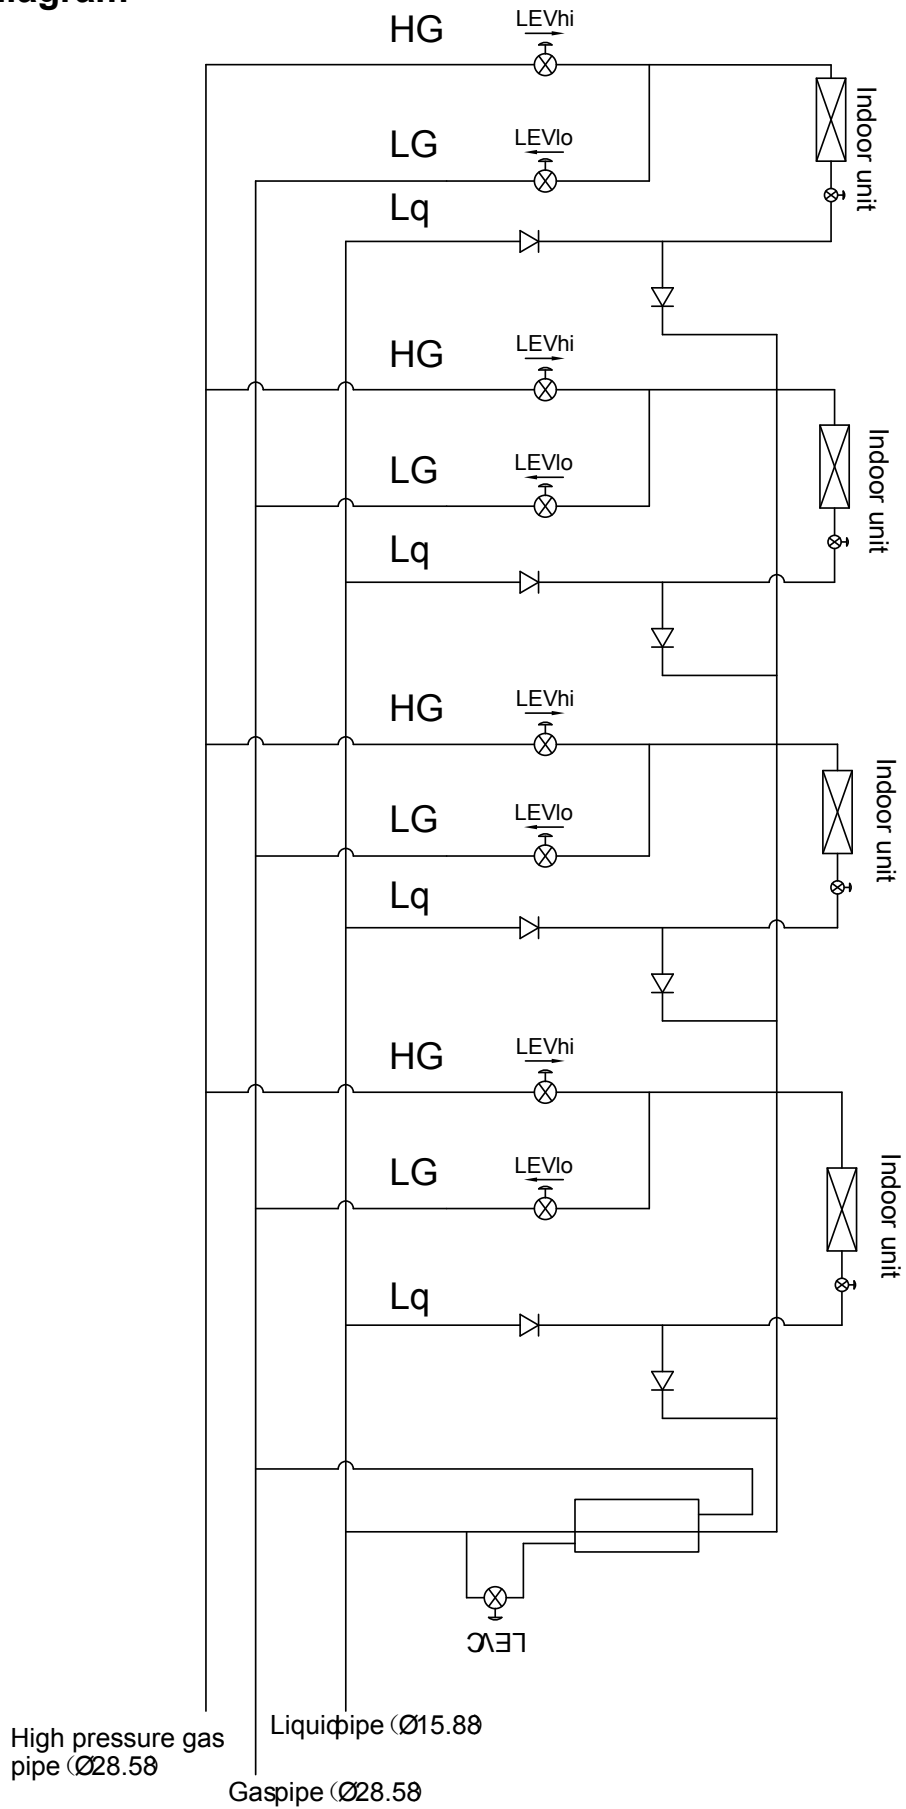 HG
LEVhi
Indoor unit
LG
LEVlo
Lq
HG
LEVhi
Indoor unit
LG
LEVlo
Lq
HG
LEVhi
Indoor unit
LG
LEVlo
Lq
HG
LEVhi
Indoor unit
LG
LEVlo
Lq
LEVC
High pressure gas
pipe (Ø28.58)
Liquidpipe (Ø15.88)
Gaspipe (Ø28.58)